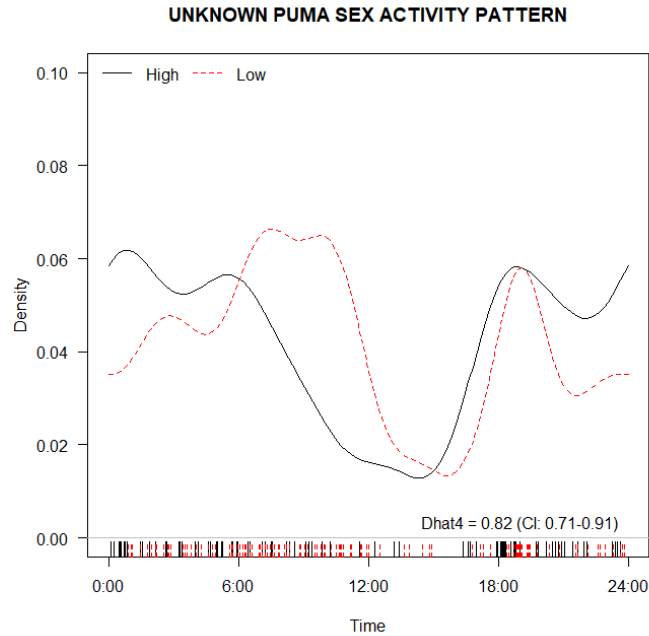 UNKNOWN PUMA SEX ACTIVITY PATTERN
High
Low
0.10
0.08
0.06
0.04
0.02
0.00
Density
Dhat4 = 0.82 (CI: 0.71-0.91)
0:00
6:00
12:00
18:00
24:00
Time